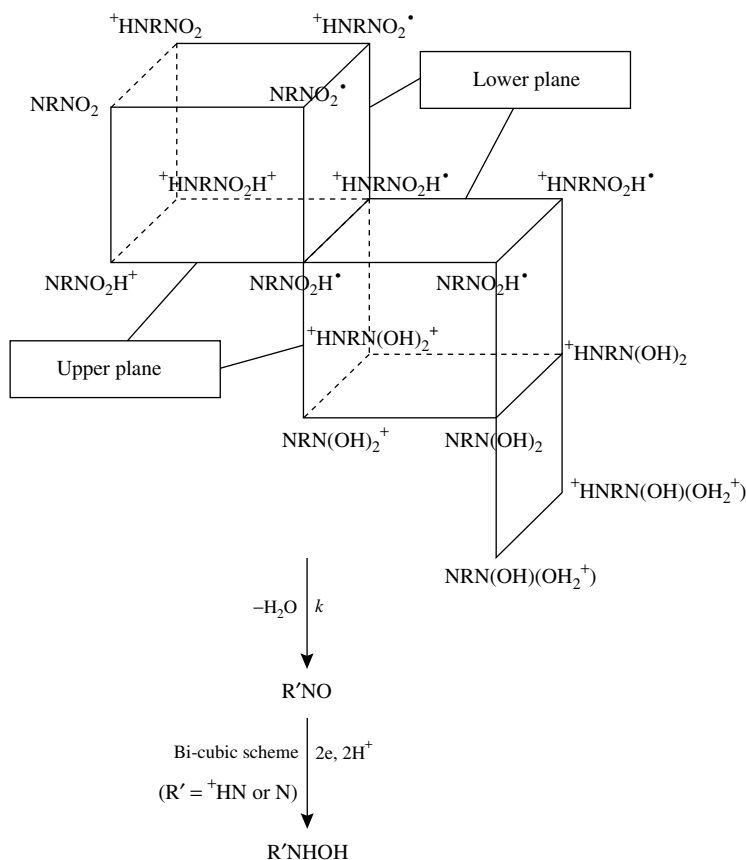 ⁺HNRNO₂ ⁺HNRNO₂•
Lower plane
NRNO₂ NRNO₂•
⁺HNRNO₂H⁺ ⁺HNRNO₂H• ⁺HNRNO₂H•
NRNO₂H⁺ NRNO₂H• NRNO₂H•
⁺HNRN(OH)₂⁺ ⁺HNRN(OH)₂
Upper plane
NRN(OH)₂⁺ NRN(OH)₂
⁺HNRN(OH)(OH₂⁺)
NRN(OH)(OH₂⁺)
–H₂O k
R′NO
Bi-cubic scheme 2e, 2H⁺
(R′ = ⁺HN or N)
R′NHOH